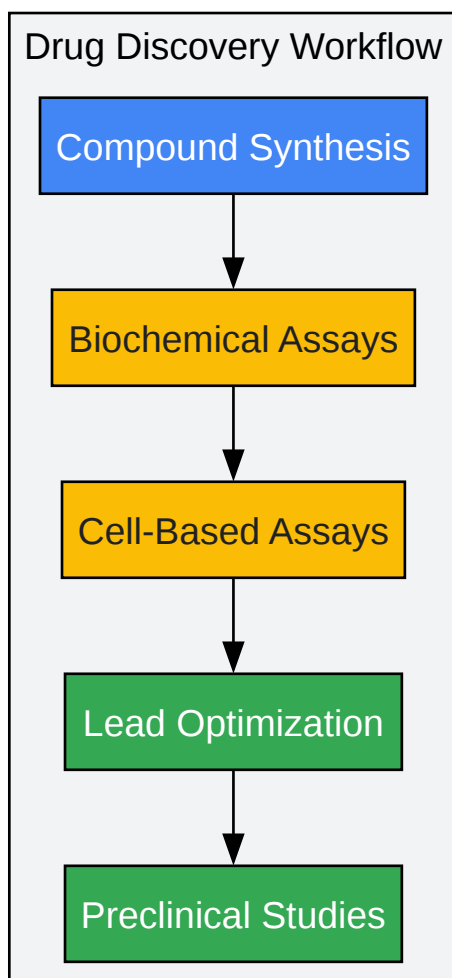 Drug Discovery Workflow
Compound Synthesis
Biochemical Assays
Cell-Based Assays
Lead Optimization
Preclinical Studies